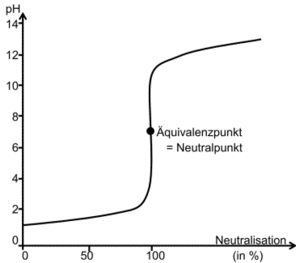 pH
14
12
10
8
6
4
2
0
Äquivalenzpunkt
= Neutralpunkt
Neutralisation
0
50
100
(in %)